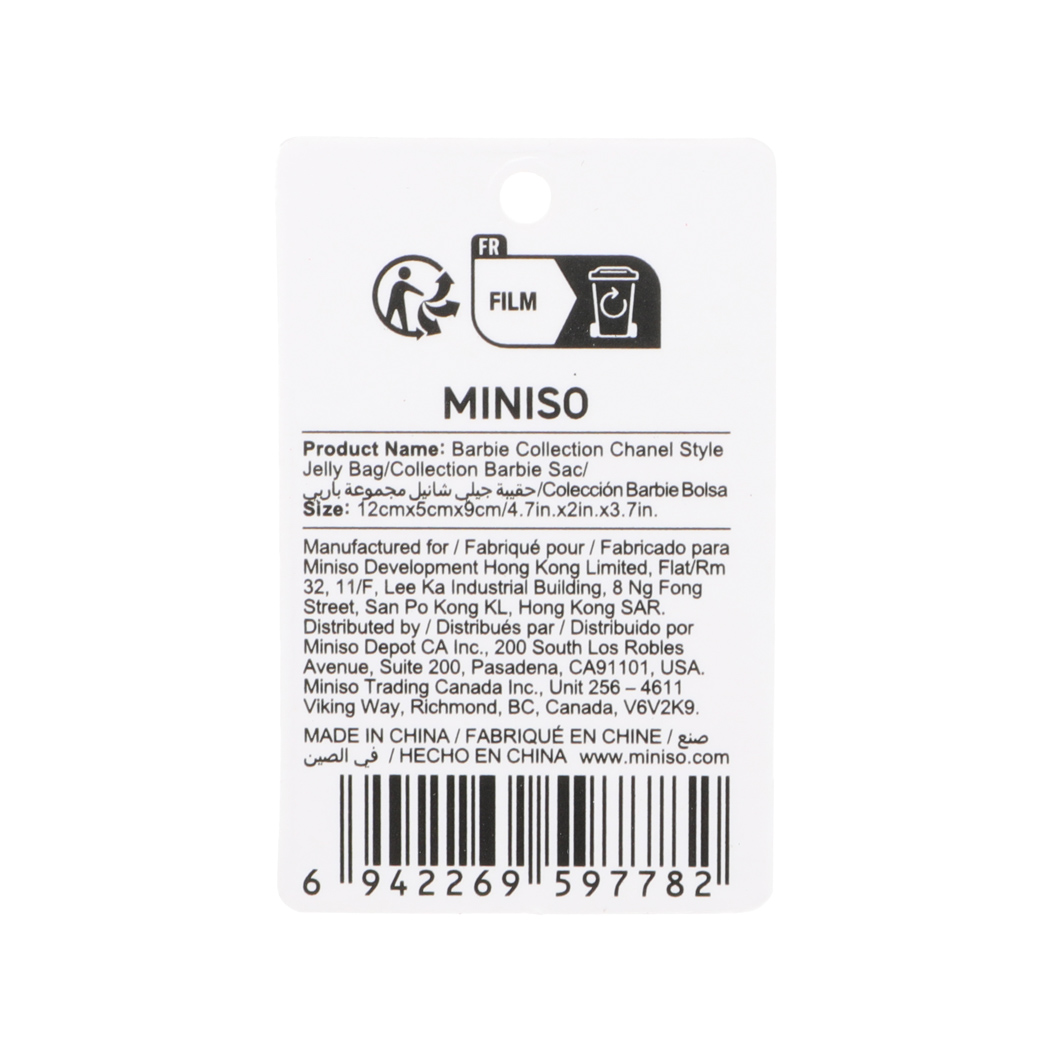 FR
FILM
MINISO
Product Name: Barbie Collection Chanel Style
Jelly Bag/Collection Barbie Sac/
حقيبة جيلي شانيل مجموعة باربي/Colección Barbie Bolsa
Size: 12cmx5cmx9cm/4.7in.x2in.x3.7in.
Manufactured for / Fabriqué pour / Fabricado para
Miniso Development Hong Kong Limited, Flat/Rm
32, 11/F, Lee Ka Industrial Building, 8 Ng Fong
Street, San Po Kong KL, Hong Kong SAR.
Distributed by / Distribués par / Distribuido por
Miniso Depot CA Inc., 200 South Los Robles
Avenue, Suite 200, Pasadena, CA91101, USA.
Miniso Trading Canada Inc., Unit 256 – 4611
Viking Way, Richmond, BC, Canada, V6V2K9.
MADE IN CHINA / FABRIQUÉ EN CHINE / صنع
في الصين / HECHO EN CHINA www.miniso.com
6 942269 597782